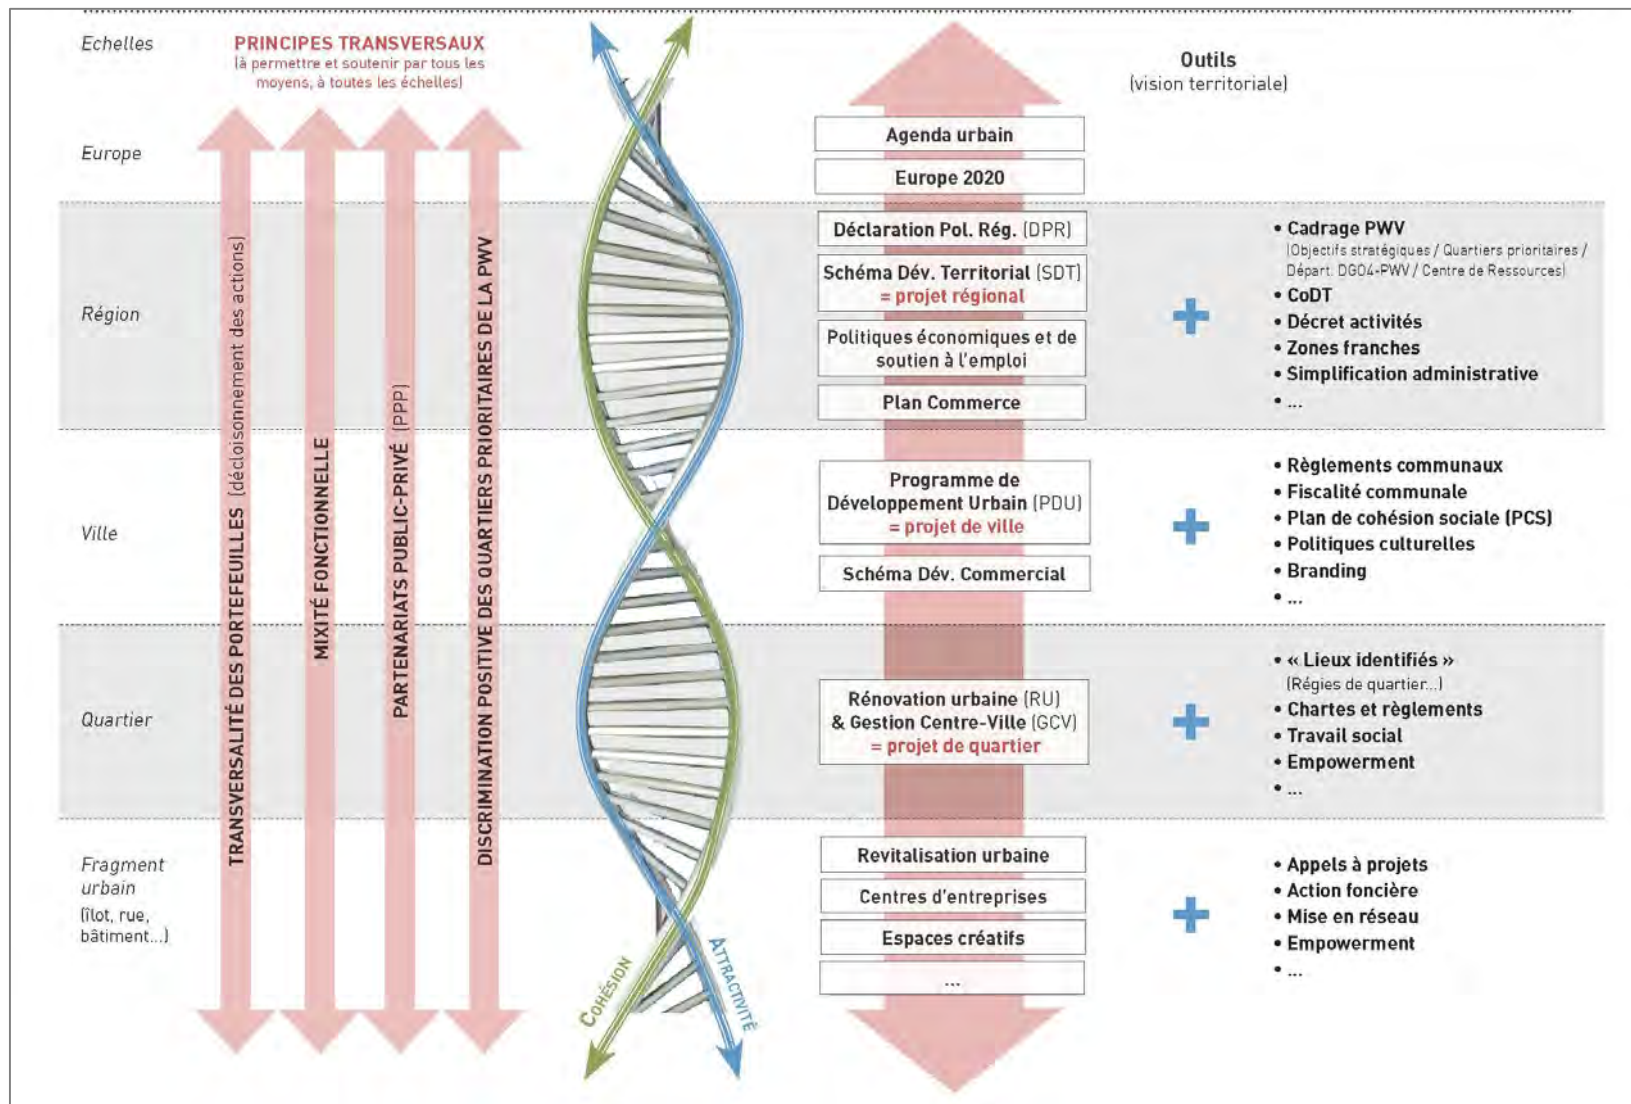 Echelles
PRINCIPES TRANSVERSAUX
(à permettre et soutenir par tous les
moyens, à toutes les échelles)
Outils
(vision territoriale)
TRANSVERSALITÉ DES PORTEFEUILLES (décloisonnement des actions)
MIXITÉ FONCTIONNELLE
PARTENARIATS PUBLIC-PRIVÉ (PPP)
DISCRIMINATION POSITIVE DES QUARTIERS PRIORITAIRES DE LA PWV
COHÉSION
ATTRACTIVITÉ
Europe
Agenda urbain
Europe 2020
Région
Déclaration Pol. Rég. (DPR)
Schéma Dév. Territorial (SDT)
= projet régional
Politiques économiques et de
soutien à l'emploi
Plan Commerce
+
• Cadrage PWV
(Objectifs stratégiques / Quartiers prioritaires /
Départ. DGO4-PWV / Centre de Ressources)
• CoDT
• Décret activités
• Zones franches
• Simplification administrative
• ...
Ville
Programme de
Développement Urbain (PDU)
= projet de ville
Schéma Dév. Commercial
+
• Règlements communaux
• Fiscalité communale
• Plan de cohésion sociale (PCS)
• Politiques culturelles
• Branding
• ...
Quartier
Rénovation urbaine (RU)
& Gestion Centre-Ville (GCV)
= projet de quartier
+
• « Lieux identifiés »
(Régies de quartier...)
• Chartes et règlements
• Travail social
• Empowerment
• ...
Fragment
urbain
(îlot, rue,
bâtiment...)
Revitalisation urbaine
Centres d'entreprises
Espaces créatifs
...
+
• Appels à projets
• Action foncière
• Mise en réseau
• Empowerment
• ...